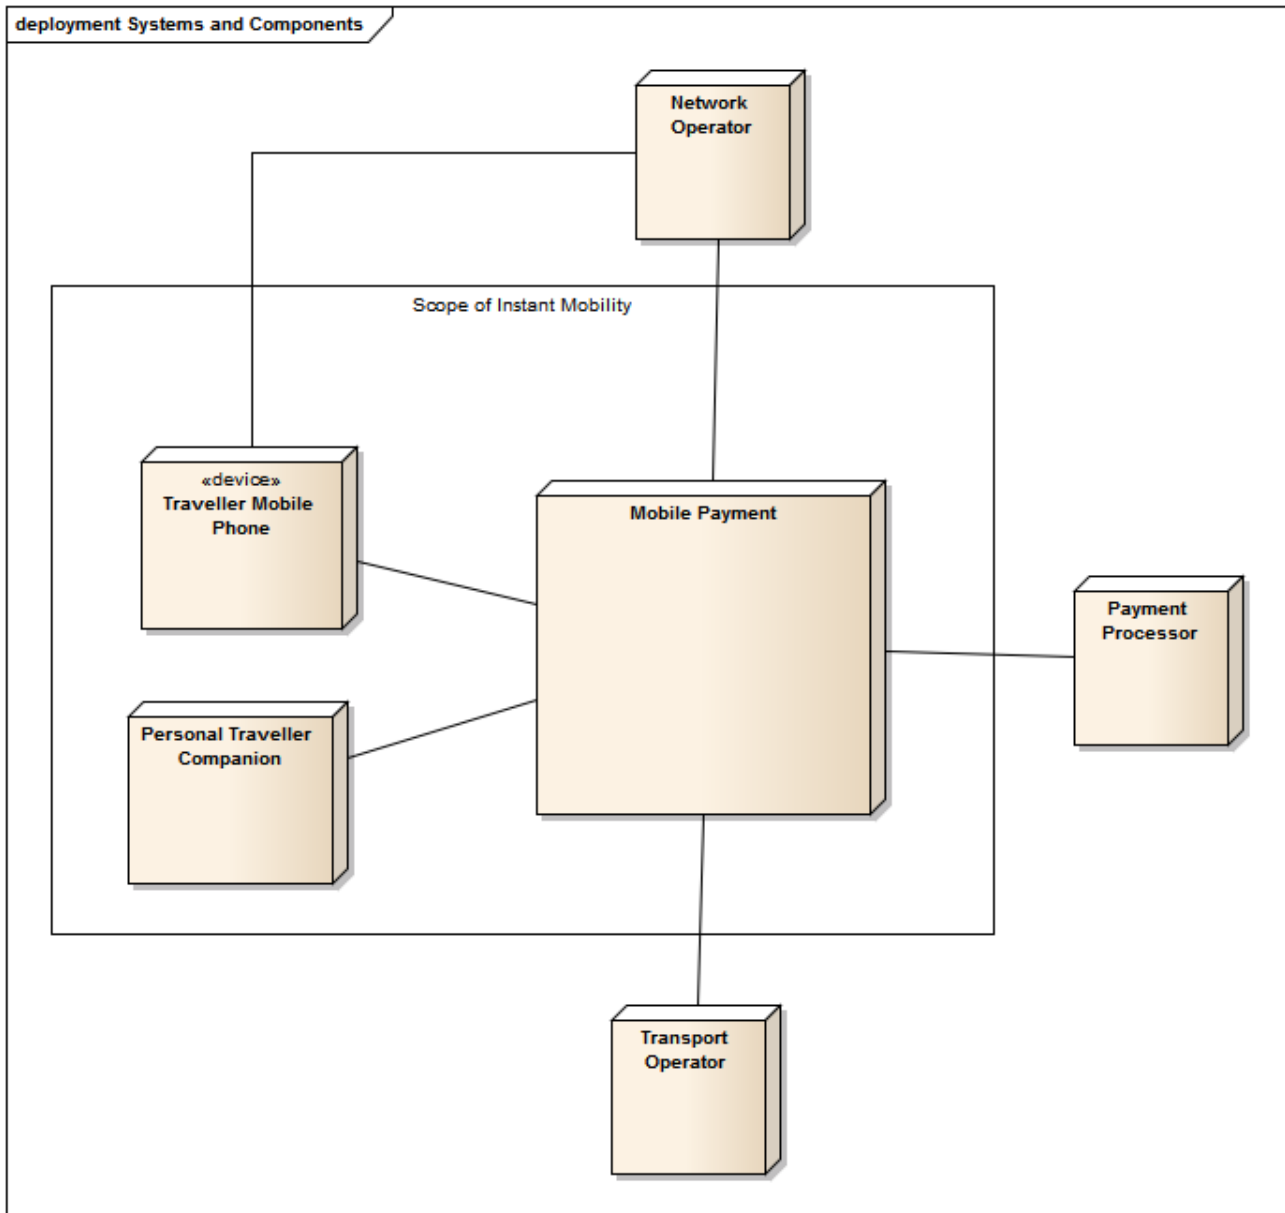 deployment Systems and Components
Network
Operator
Scope of Instant Mobility
«device»
Traveller Mobile
Phone
Mobile Payment
Payment
Processor
Personal Traveller
Companion
Transport
Operator